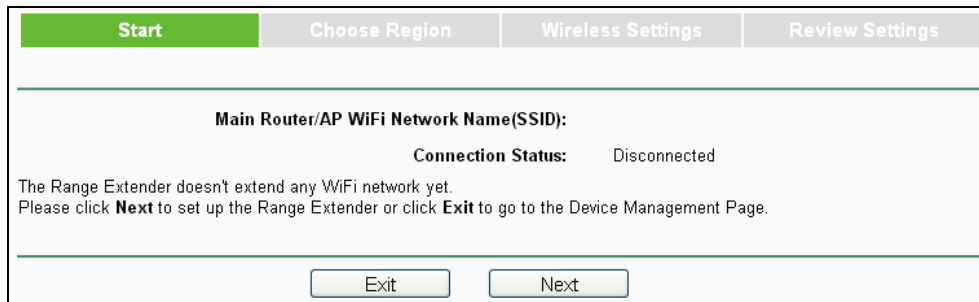 Start Choose Region Wireless Settings Review Settings
Main Router/AP WiFi Network Name(SSID):
Connection Status: Disconnected
The Range Extender doesn't extend any WiFi network yet.
Please click Next to set up the Range Extender or click Exit to go to the Device Management Page.
Exit Next